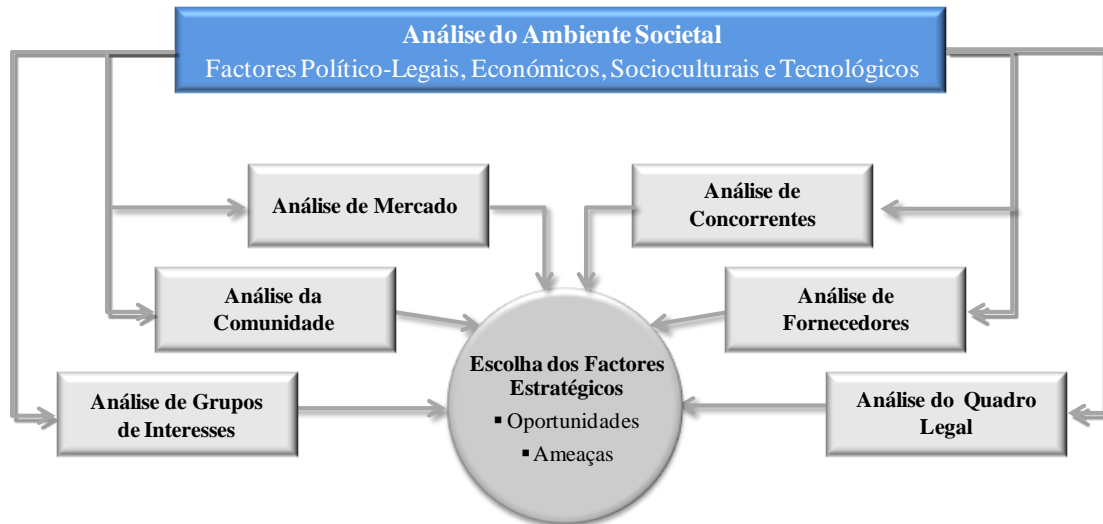 Análise do Ambiente Societal
Factores Político-Legais, Económicos, Socioculturais e Tecnológicos
Análise de Mercado
Análise de
Concorrentes
Análise da
Comunidade
Análise de
Fornecedores
Escolha dos Factores
Estratégicos
▪ Oportunidades
▪ Ameaças
Análise de Grupos
de Interesses
Análise do Quadro
Legal